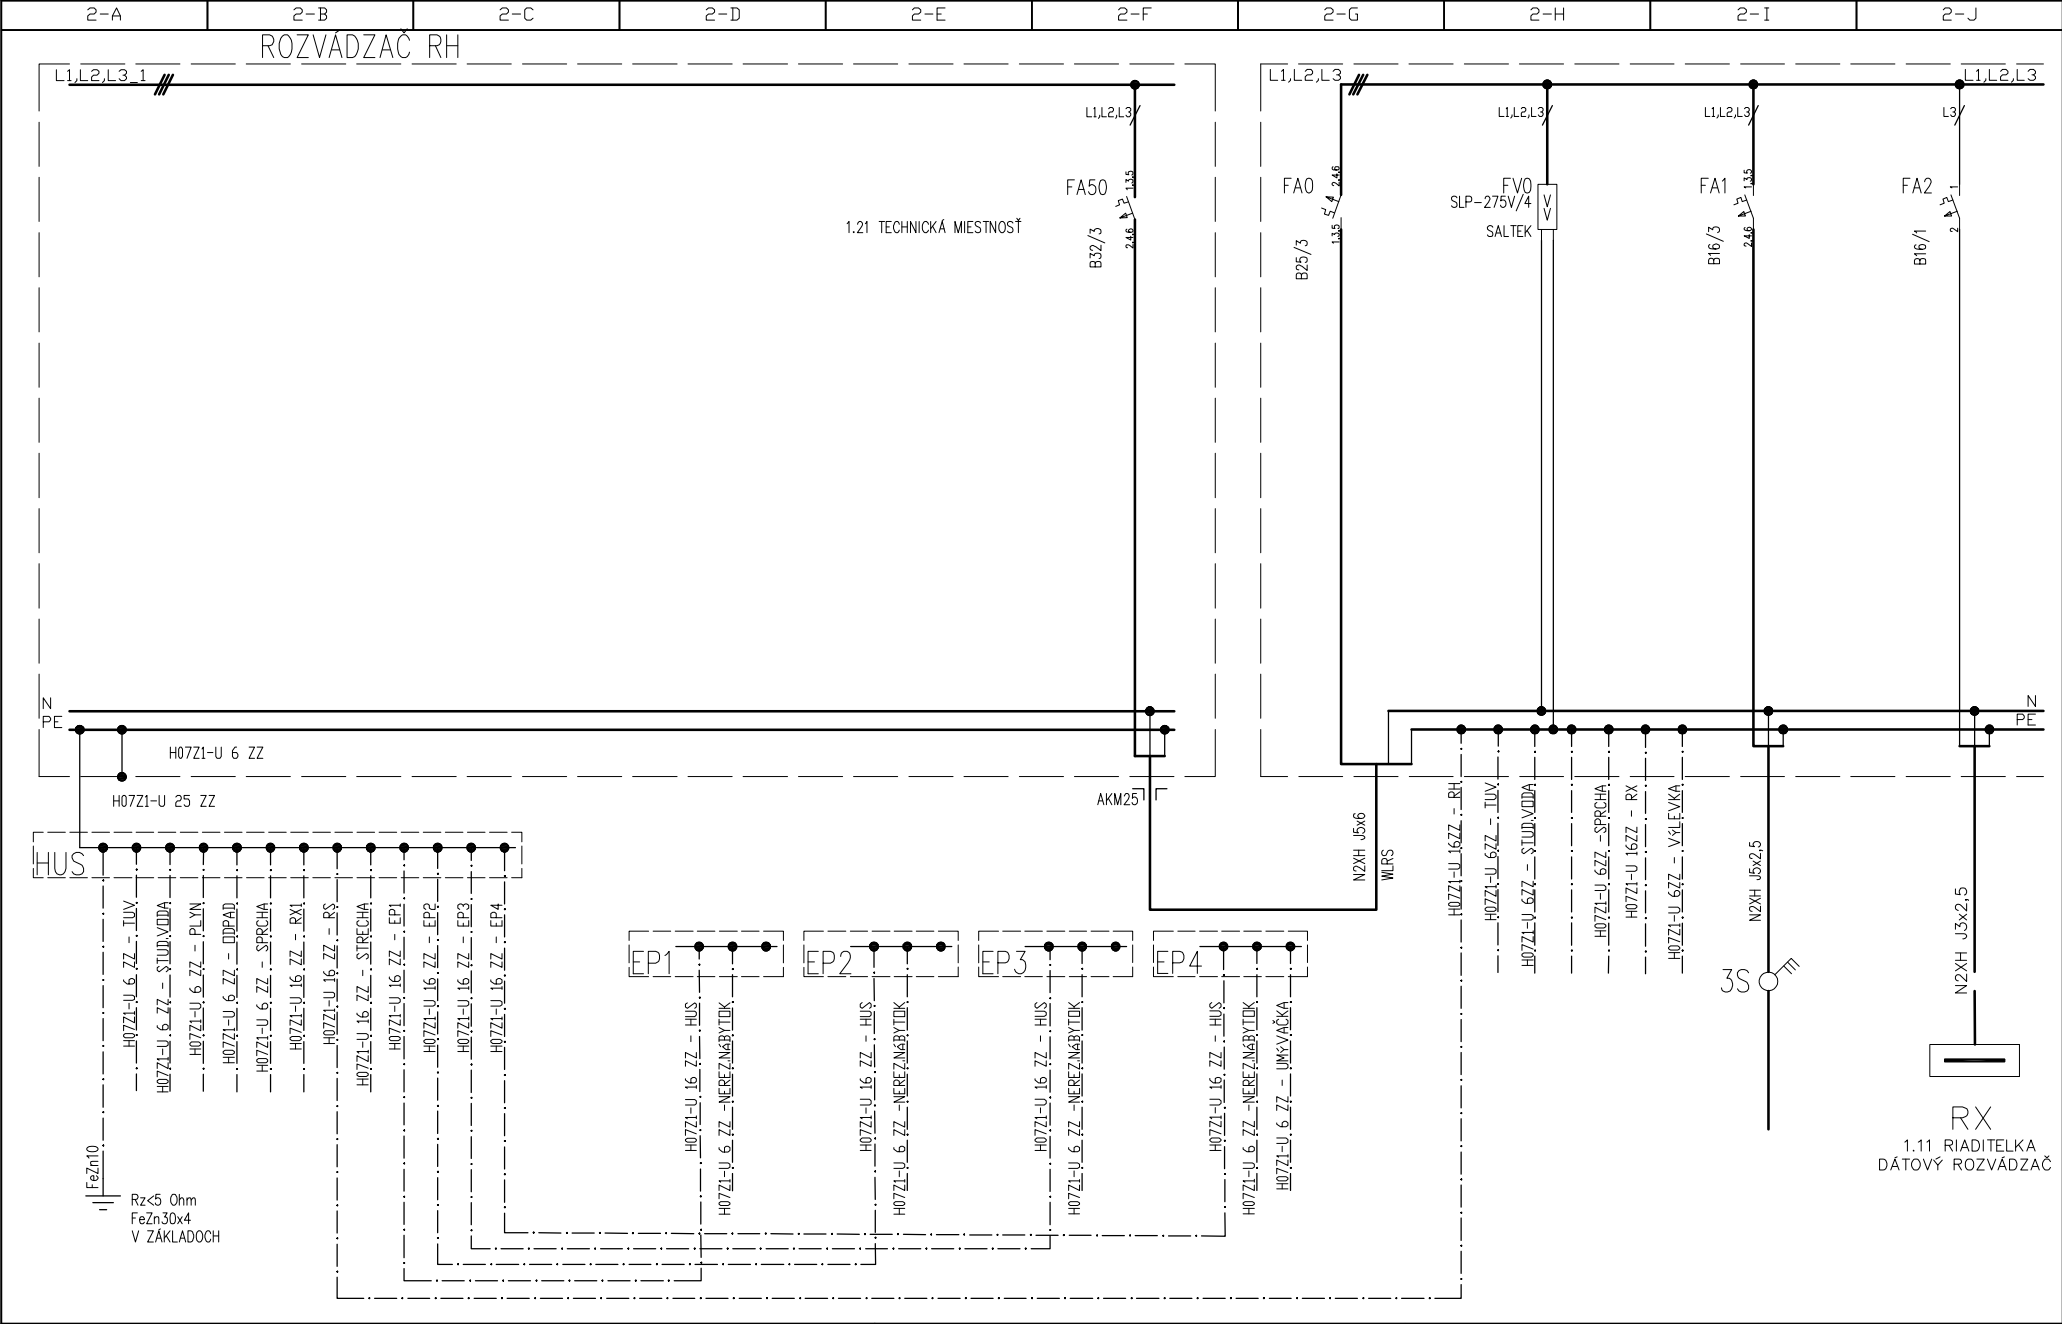 2-A
2-B
2-C
2-D
2-E
2-F
2-G
2-H
2-I
2-J
ROZVÁDZAČ RH
L1,L2,L3_1
L1,L2,L3
L1,L2,L3
L1,L2,L3
L1,L2,L3
L1,L2,L3
L3
FA50
1,3,5
2,4,6
B32/3
1.21 TECHNICKÁ MIESTNOSŤ
FA0
2,4,6
1,3,5
B25/3
FV0
SLP-275V/4
SALTEK
V
V
FA1
1,3,5
2,4,6
B16/3
FA2
1
2
B16/1
N
PE
N
PE
H07Z1-U 6 ZZ
H07Z1-U 25 ZZ
AKM25
N2XH J5x6
WLRS
H07Z1-U 16ZZ - RH
H07Z1-U 6ZZ - TUV
H07Z1-U 6ZZ - STUD.VODA
H07Z1-U 6ZZ -SPRCHA
H07Z1-U 16ZZ - RX
H07Z1-U 6ZZ - VÝLEVKA
N2XH J5x2,5
N2XH J3x2,5
HUS
H07Z1-U 6 ZZ - TUV
H07Z1-U 6 ZZ - STUD.VODA
H07Z1-U 6 ZZ - PLYN
H07Z1-U 6 ZZ - ODPAD
H07Z1-U 6 ZZ - SPRCHA
H07Z1-U 16 ZZ - RX1
H07Z1-U 16 ZZ - RS
H07Z1-U 16 ZZ - STRECHA
H07Z1-U 16 ZZ - EP1
H07Z1-U 16 ZZ - EP2
H07Z1-U 16 ZZ - EP3
H07Z1-U 16 ZZ - EP4
EP1
EP2
EP3
EP4
H07Z1-U 16 ZZ - HUS
H07Z1-U 6 ZZ -NEREZ.NÁBYTOK
H07Z1-U 16 ZZ - HUS
H07Z1-U 6 ZZ -NEREZ.NÁBYTOK
H07Z1-U 16 ZZ - HUS
H07Z1-U 6 ZZ -NEREZ.NÁBYTOK
H07Z1-U 16 ZZ - HUS
H07Z1-U 6 ZZ -NEREZ.NÁBYTOK
H07Z1-U 6 ZZ - UMÝVAČKA
3S
RX
1.11 RIADITELKA
DÁTOVÝ ROZVÁDZAČ
FeZn10
Rz<5 Ohm
FeZn30x4
V ZÁKLADOCH